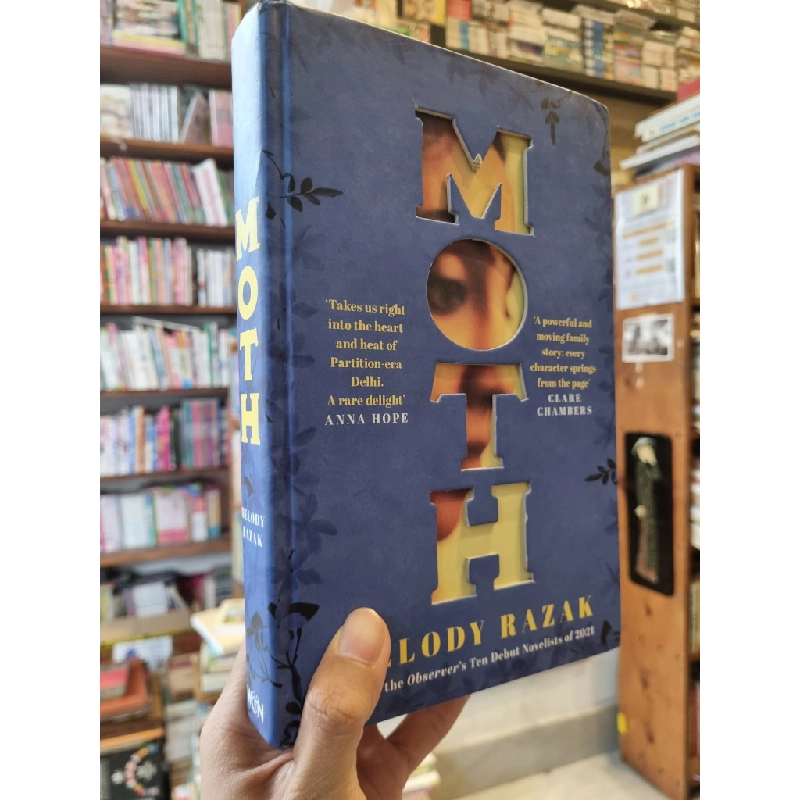 MOTH
MELODY
RAZAK
W&N
MOTH
'Takes us right
into the heart
and heat of
Partition-era
Delhi.
A rare delight'
ANNA HOPE
'A powerful and
moving family
story: every
character springs
from the page'
CLARE
CHAMBERS
ELODY RAZAK
the Observer's Ten Debut Novelists of 2021